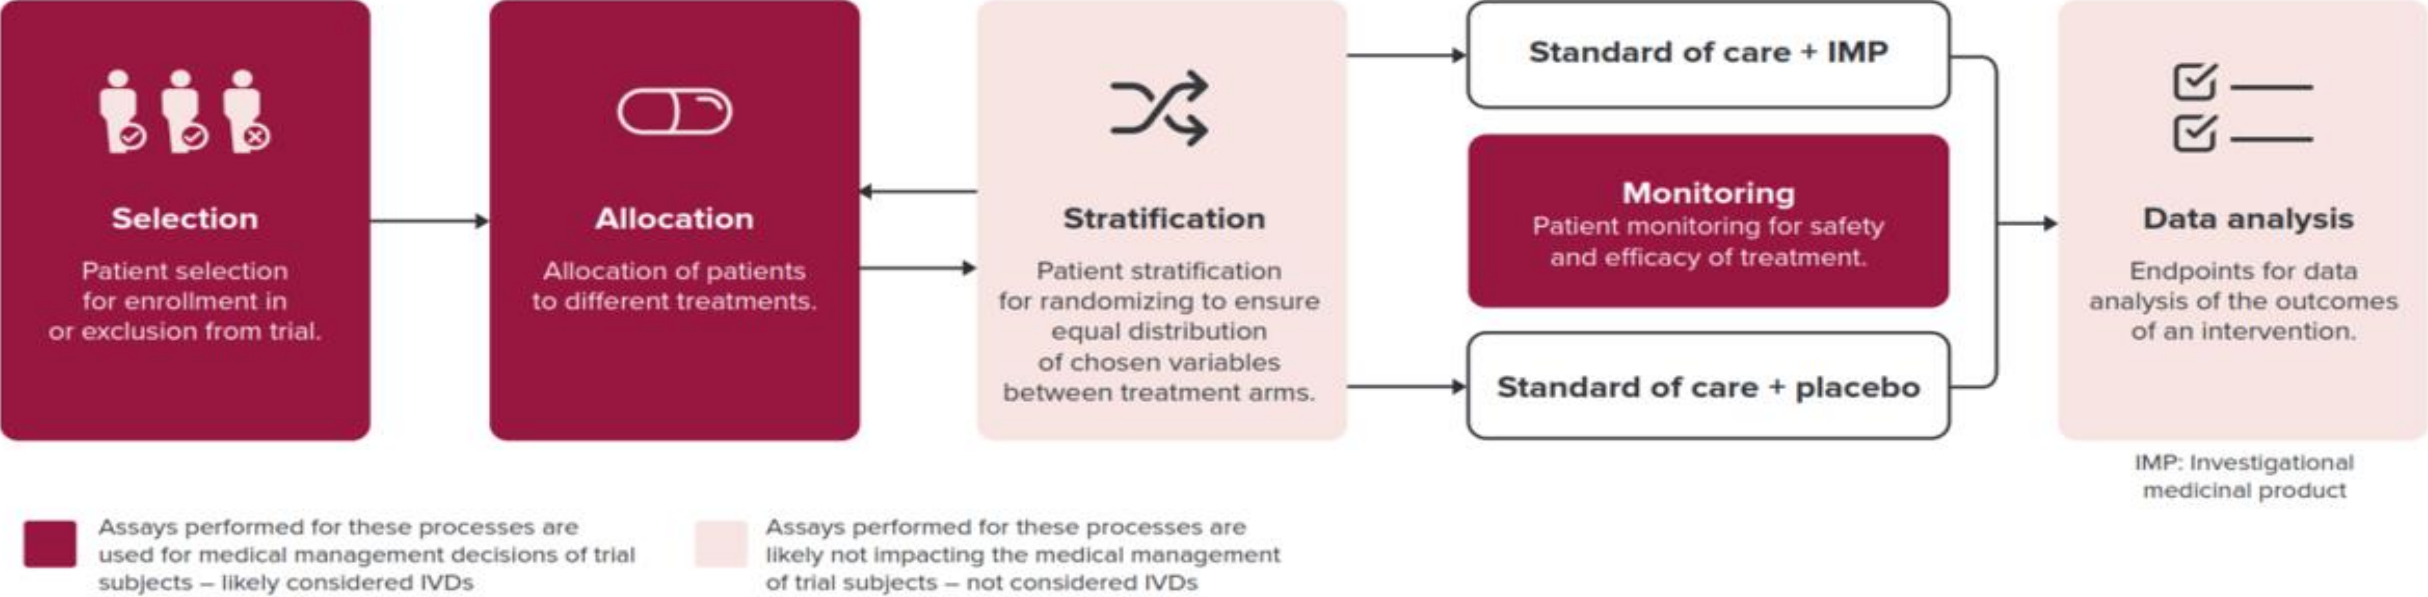 Selection
Patient selection
for enrollment in
or exclusion from trial.
Allocation
Allocation of patients
to different treatments.
Stratification
Patient stratification
for randomizing to ensure
equal distribution
of chosen variables
between treatment arms.
Standard of care + IMP
Monitoring
Patient monitoring for safety
and efficacy of treatment.
Standard of care + placebo
Data analysis
Endpoints for data
analysis of the outcomes
of an intervention.
IMP: Investigational
medicinal product
Assays performed for these processes are
used for medical management decisions of trial
subjects – likely considered IVDs
Assays performed for these processes are
likely not impacting the medical management
of trial subjects – not considered IVDs